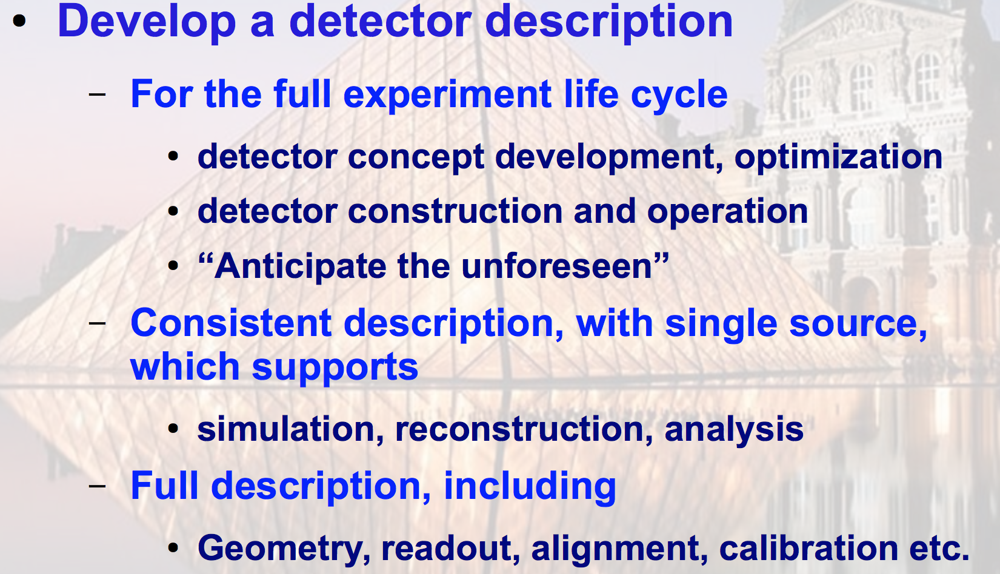 • Develop a detector description
– For the full experiment life cycle
• detector concept development, optimization
• detector construction and operation
• “Anticipate the unforeseen”
– Consistent description, with single source,
which supports
• simulation, reconstruction, analysis
– Full description, including
• Geometry, readout, alignment, calibration etc.